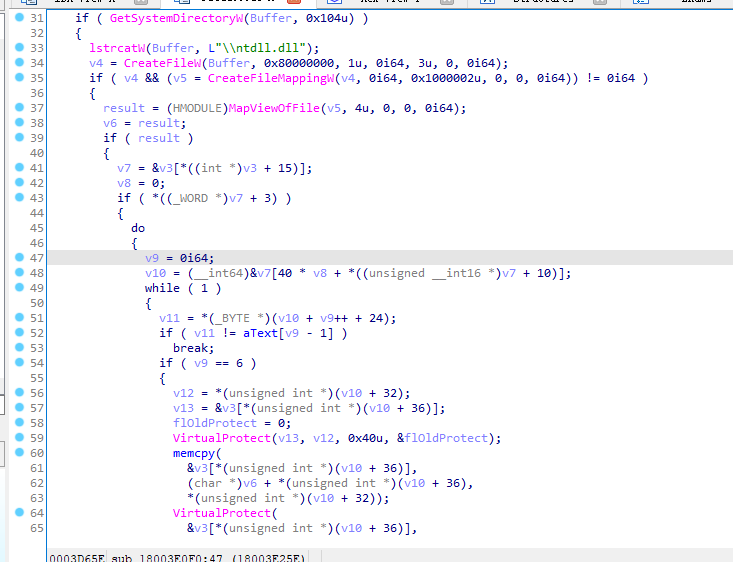 31 if ( GetSystemDirectoryW(Buffer, 0x104u) )
32 {
33 lstrcatW(Buffer, L"\\ntdll.dll");
34 v4 = CreateFileW(Buffer, 0x80000000, 1u, 0i64, 3u, 0, 0i64);
35 if ( v4 && (v5 = CreateFileMappingW(v4, 0i64, 0x1000002u, 0, 0, 0i64)) != 0i64 )
36 {
37 result = (HMODULE)MapViewOfFile(v5, 4u, 0, 0, 0i64);
38 v6 = result;
39 if ( result )
40 {
41 v7 = &v3[*((int *)v3 + 15)];
42 v8 = 0;
43 if ( *((_WORD *)v7 + 3) )
44 {
45 do
46 {
47 v9 = 0i64;
48 v10 = (__int64)&v7[40 * v8 + *((unsigned __int16 *)v7 + 10)];
49 while ( 1 )
50 {
51 v11 = *(_BYTE *)(v10 + v9++ + 24);
52 if ( v11 != aText[v9 - 1] )
53 break;
54 if ( v9 == 6 )
55 {
56 v12 = *(unsigned int *)(v10 + 32);
57 v13 = &v3[*(unsigned int *)(v10 + 36)];
58 flOldProtect = 0;
59 VirtualProtect(v13, v12, 0x40u, &flOldProtect);
60 memcpy(
61 &v3[*(unsigned int *)(v10 + 36)],
62 (char *)v6 + *(unsigned int *)(v10 + 36),
63 *(unsigned int *)(v10 + 32));
64 VirtualProtect(
65 &v3[*(unsigned int *)(v10 + 36)],
0003D65E sub_18003E0F0:47 (18003E25E)